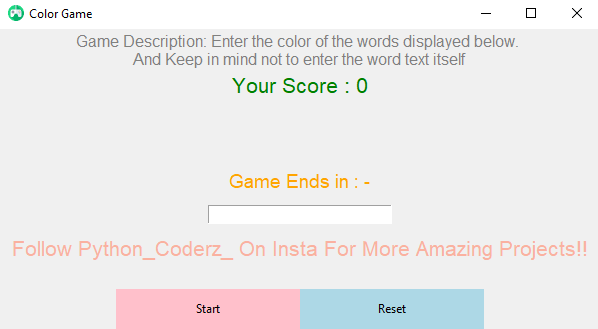 Color Game
Game Description: Enter the color of the words displayed below.
And Keep in mind not to enter the word text itself
Your Score : 0
Game Ends in : -
Follow Python_Coderz_ On Insta For More Amazing Projects!!
Start
Reset